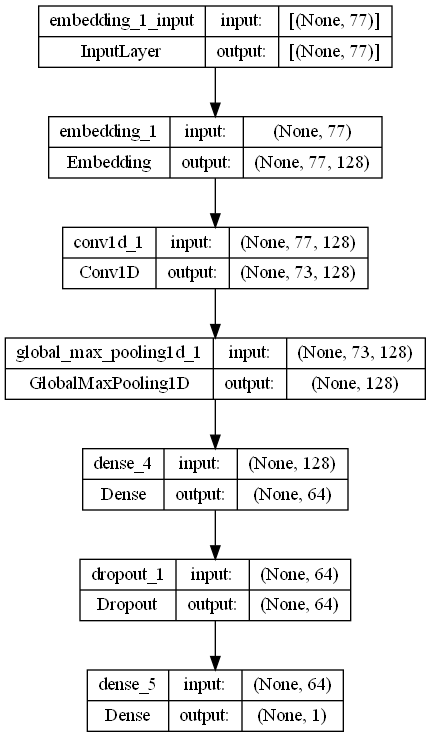 embedding_1_input input: [(None, 77)]
InputLayer output: [(None, 77)]
embedding_1 input: (None, 77)
Embedding output: (None, 77, 128)
conv1d_1 input: (None, 77, 128)
Conv1D output: (None, 73, 128)
global_max_pooling1d_1 input: (None, 73, 128)
GlobalMaxPooling1D output: (None, 128)
dense_4 input: (None, 128)
Dense output: (None, 64)
dropout_1 input: (None, 64)
Dropout output: (None, 64)
dense_5 input: (None, 64)
Dense output: (None, 1)